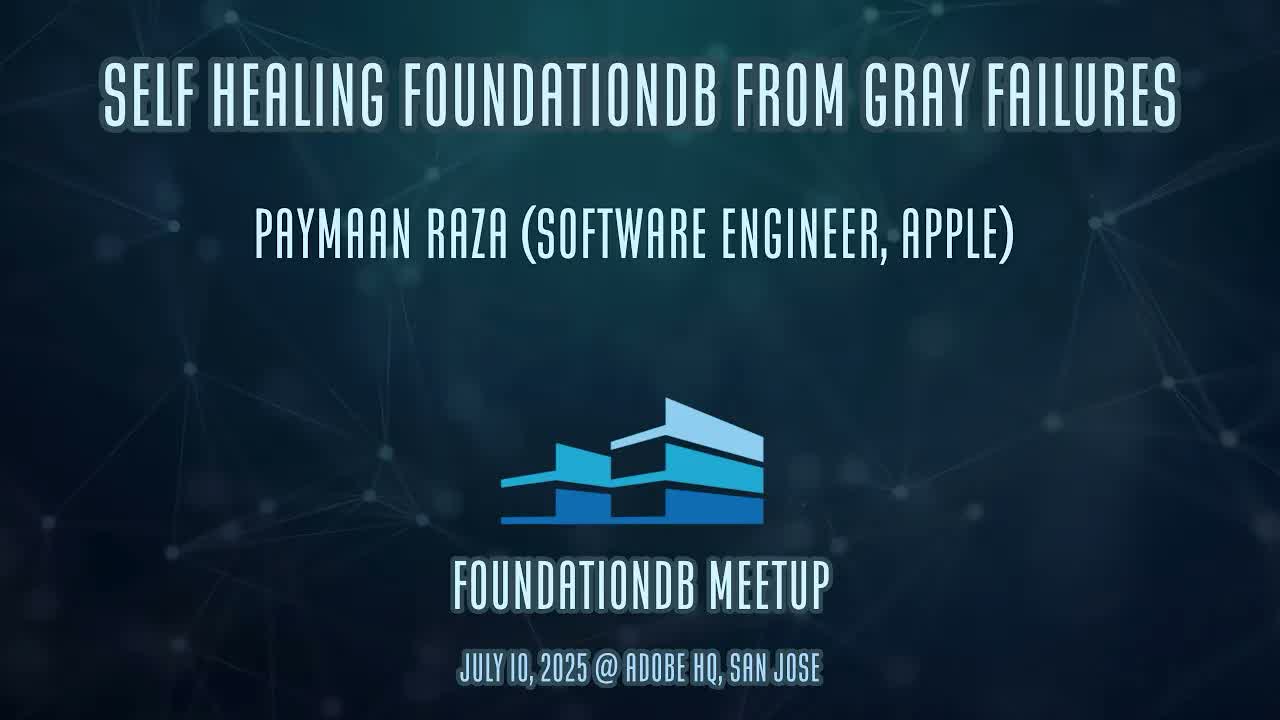 SELF HEALING FOUNDATIONDB FROM GRAY FAILURES
PAYMAAN RAZA (SOFTWARE ENGINEER, APPLE)
FOUNDATIONDB MEETUP
JULY 10, 2025 @ ADOBE HQ, SAN JOSE